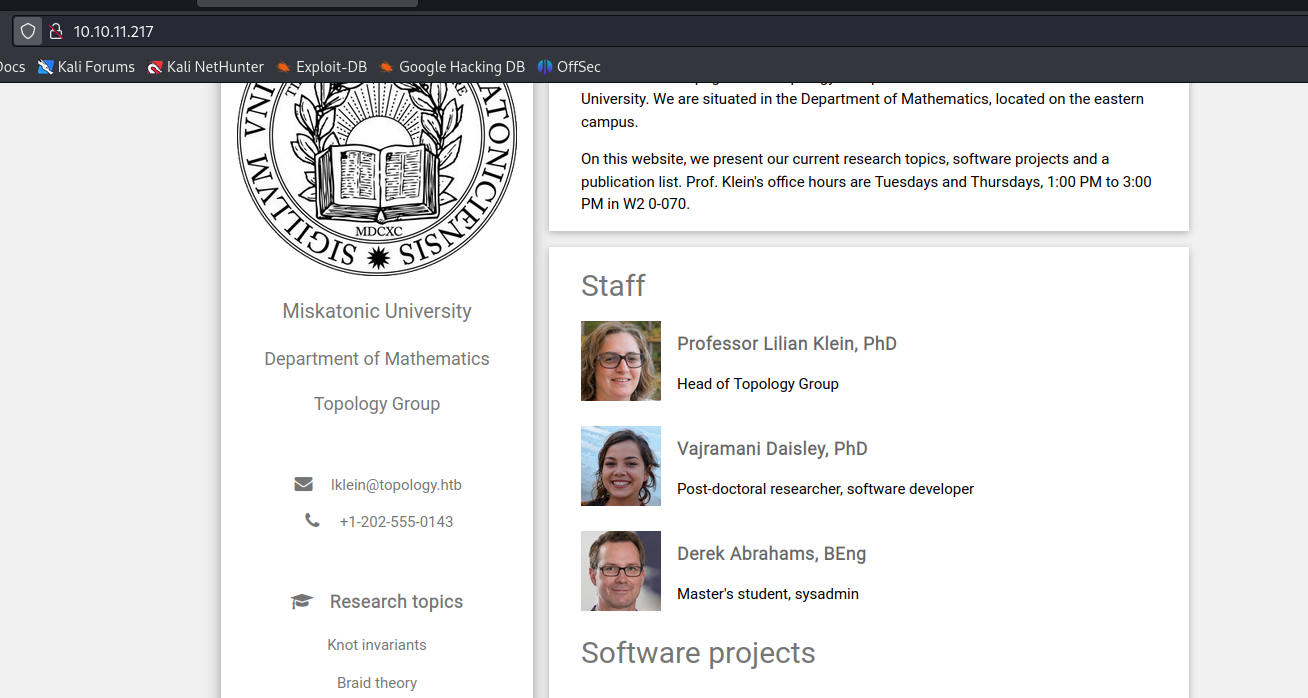 10.10.11.217
Docs
Kali Forums
Kali NetHunter
Exploit-DB
Google Hacking DB
OffSec
MDCXC
Miskatonic University
Department of Mathematics
Topology Group
lklein@topology.htb
+1-202-555-0143
Research topics
Knot invariants
Braid theory
University. We are situated in the Department of Mathematics, located on the eastern
campus.
On this website, we present our current research topics, software projects and a
publication list. Prof. Klein's office hours are Tuesdays and Thursdays, 1:00 PM to 3:00
PM in W2 0-070.
Staff
Professor Lilian Klein, PhD
Head of Topology Group
Vajramani Daisley, PhD
Post-doctoral researcher, software developer
Derek Abrahams, BEng
Master's student, sysadmin
Software projects